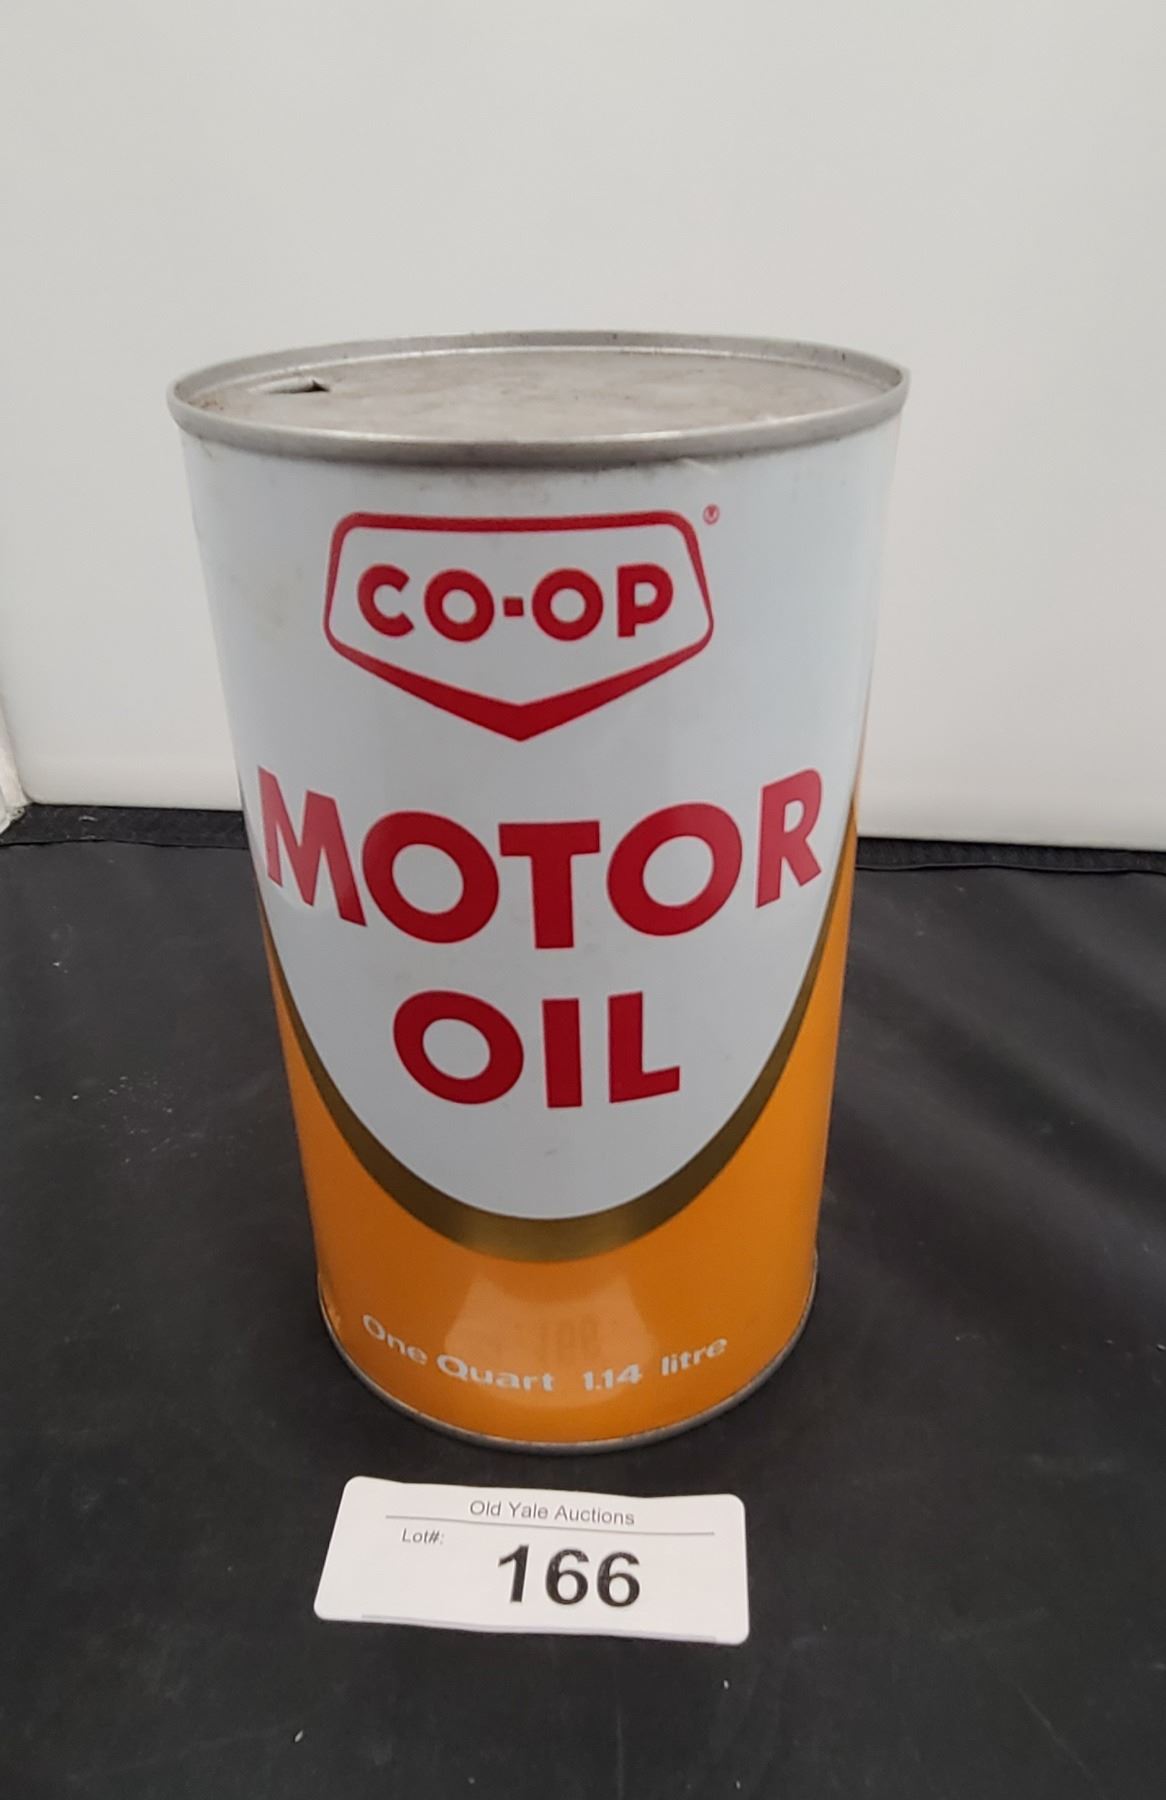 CO-OP
MOTOR
OIL
One Quart 1.14 litre
Old Yale Auctions
Lot#:
166